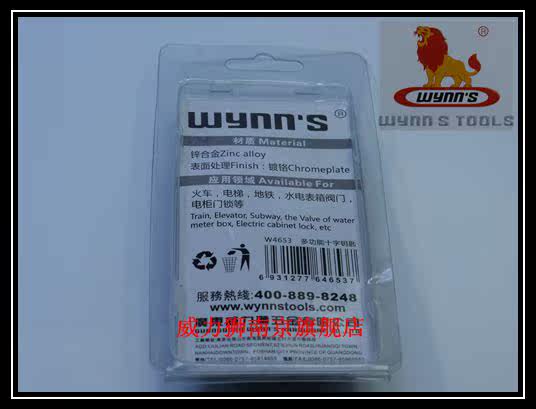 WYNN'S®
WYNN'S TOOLS
WYNN'S®
材质 Material
锌合金Zinc alloy
表面处理Finish：镀铬Chromeplate
应用领域 Available For
火车，电梯，地铁，水电表箱阀门，
电柜门锁等
Train, Elevator, Subway, the Valve of water
meter box, Electric cabinet lock, etc
W4653 多功能十字钥匙
6 931277 646537
服務熱綫:400-889-8248
www.wynnstools.com
威力狮南京旗舰店